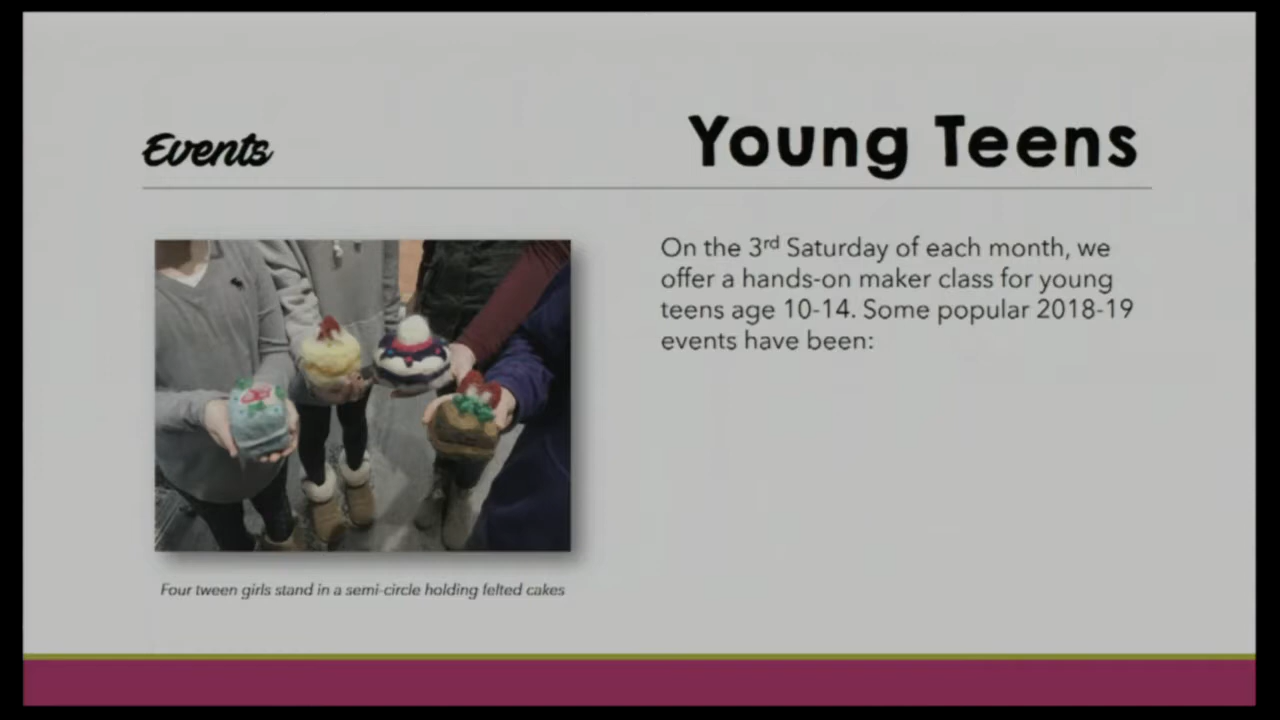 Events
Young Teens
On the 3rd Saturday of each month, we
offer a hands-on maker class for young
teens age 10-14. Some popular 2018-19
events have been:
Four tween girls stand in a semi-circle holding felted cakes